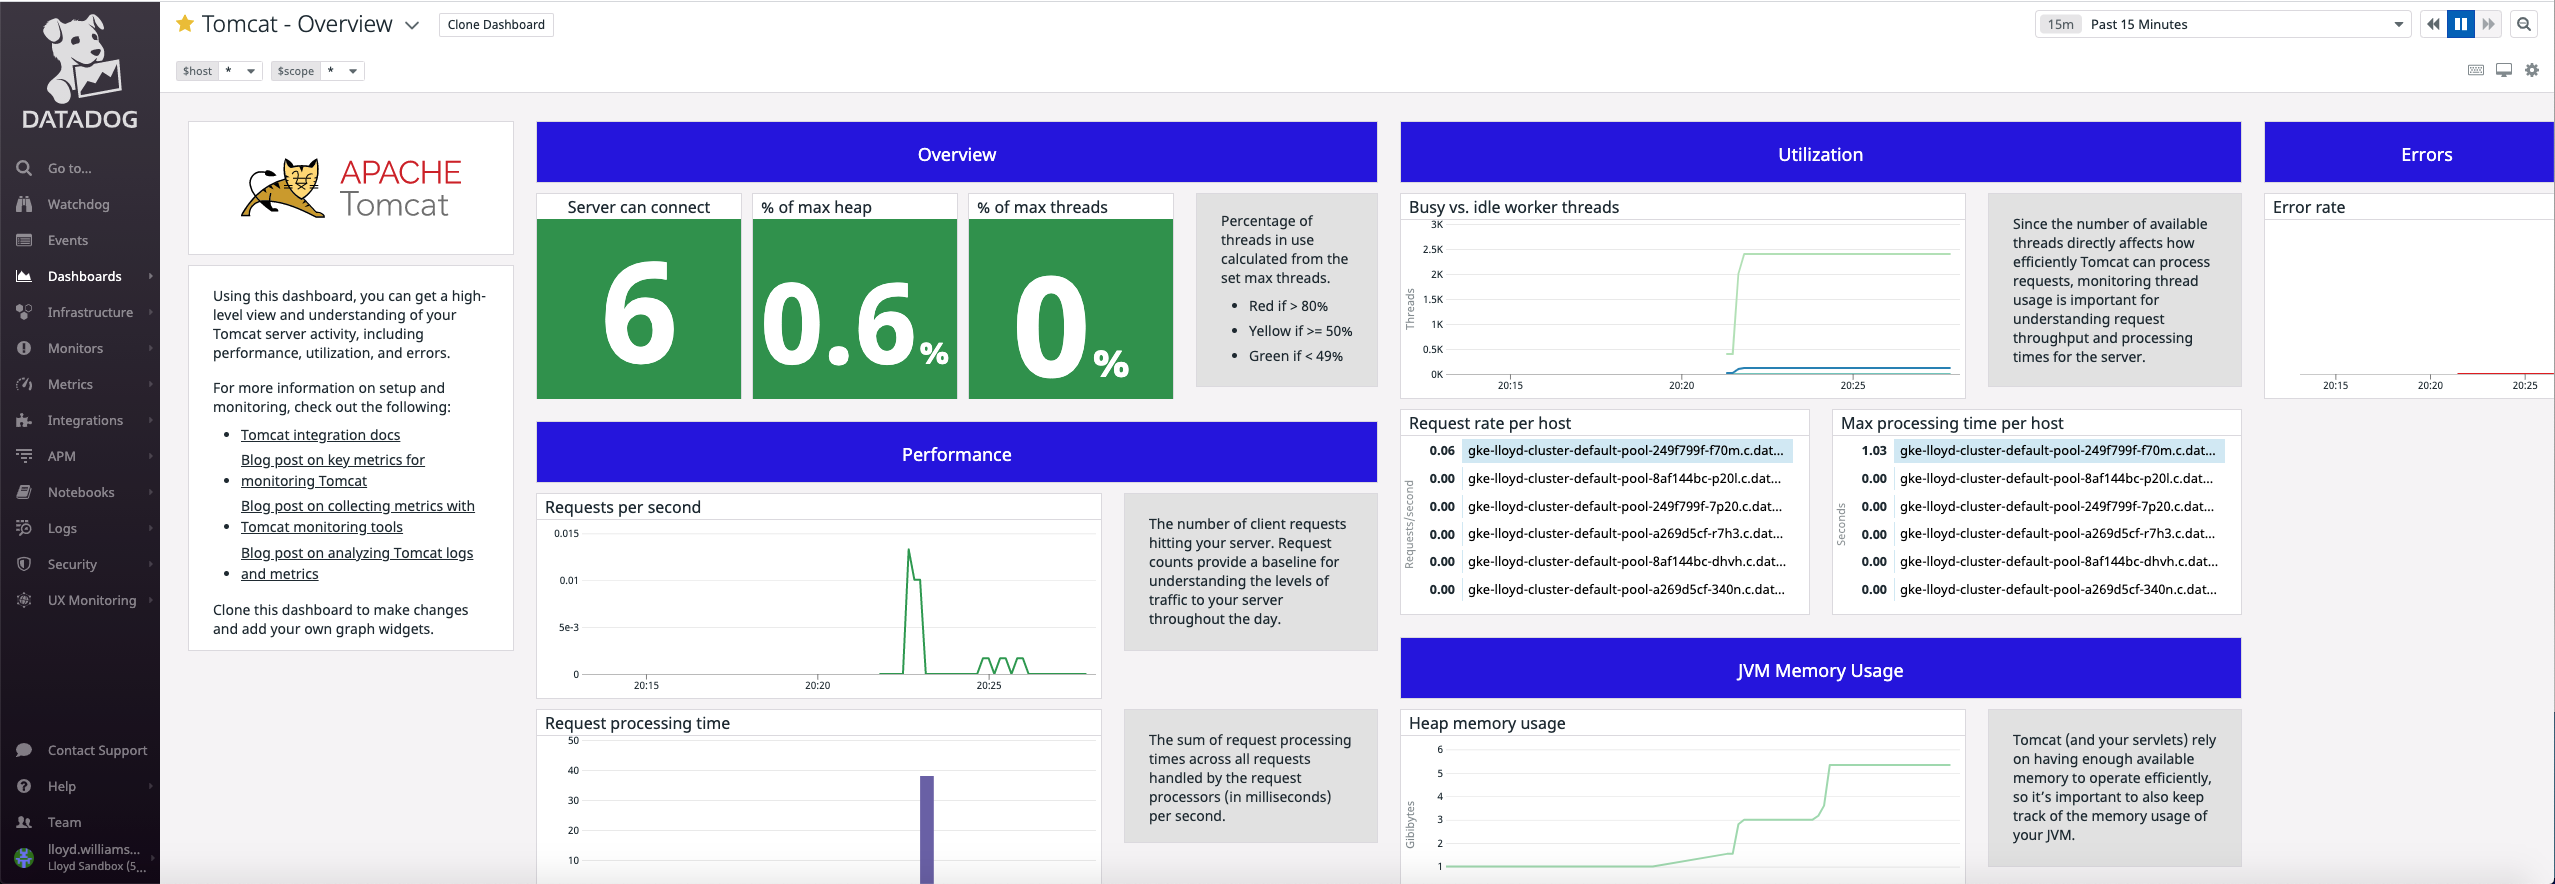 DATADOG
Go to...
Watchdog
Events
Dashboards
Infrastructure
Monitors
Metrics
Integrations
APM
Notebooks
Logs
Security
UX Monitoring
Contact Support
Help
Team
lloyd.williams...
Lloyd Sandbox (5...
Tomcat - Overview
Clone Dashboard
15m Past 15 Minutes
$host *
$scope *
APACHE
Tomcat
Using this dashboard, you can get a high-
level view and understanding of your
Tomcat server activity, including
performance, utilization, and errors.
For more information on setup and
monitoring, check out the following:
• Tomcat integration docs
Blog post on key metrics for
• monitoring Tomcat
Blog post on collecting metrics with
• Tomcat monitoring tools
Blog post on analyzing Tomcat logs
• and metrics
Clone this dashboard to make changes
and add your own graph widgets.
Overview
Server can connect
6
% of max heap
0.6%
% of max threads
0%
Percentage of
threads in use
calculated from the
set max threads.
• Red if > 80%
• Yellow if >= 50%
• Green if < 49%
Performance
Requests per second
0.015
0.01
5e-3
0
20:15 20:20 20:25
The number of client requests
hitting your server. Request
counts provide a baseline for
understanding the levels of
traffic to your server
throughout the day.
Request processing time
50
40
30
20
10
The sum of request processing
times across all requests
handled by the request
processors (in milliseconds)
per second.
Utilization
Busy vs. idle worker threads
Threads
3K
2.5K
2K
1.5K
1K
0.5K
0K
20:15 20:20 20:25
Since the number of available
threads directly affects how
efficiently Tomcat can process
requests, monitoring thread
usage is important for
understanding request
throughput and processing
times for the server.
Request rate per host
Requests/second
0.06 gke-lloyd-cluster-default-pool-249f799f-f70m.c.dat...
0.00 gke-lloyd-cluster-default-pool-8af144bc-p20l.c.dat...
0.00 gke-lloyd-cluster-default-pool-249f799f-7p20.c.dat...
0.00 gke-lloyd-cluster-default-pool-a269d5cf-r7h3.c.dat...
0.00 gke-lloyd-cluster-default-pool-8af144bc-dhvh.c.dat...
0.00 gke-lloyd-cluster-default-pool-a269d5cf-340n.c.dat...
Max processing time per host
Seconds
1.03 gke-lloyd-cluster-default-pool-249f799f-f70m.c.dat...
0.00 gke-lloyd-cluster-default-pool-8af144bc-p20l.c.dat...
0.00 gke-lloyd-cluster-default-pool-249f799f-7p20.c.dat...
0.00 gke-lloyd-cluster-default-pool-a269d5cf-r7h3.c.dat...
0.00 gke-lloyd-cluster-default-pool-8af144bc-dhvh.c.dat...
0.00 gke-lloyd-cluster-default-pool-a269d5cf-340n.c.dat...
JVM Memory Usage
Heap memory usage
Gibibytes
6
5
4
3
2
1
Tomcat (and your servlets) rely
on having enough available
memory to operate efficiently,
so it's important to also keep
track of the memory usage of
your JVM.
Errors
Error rate
20:15 20:20 20:25